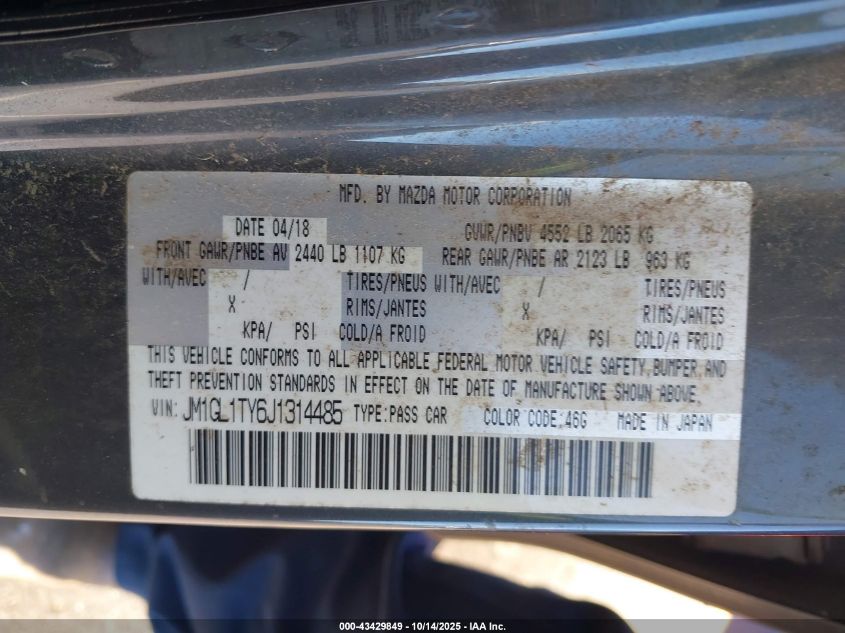 MFD. BY MAZDA MOTOR CORPORATION
DATE 04/18 GVWR/PNBV 4552 LB 2065 KG
FRONT GAWR/PNBE AV 2440 LB 1107 KG REAR GAWR/PNBE AR 2123 LB 963 KG
WITH/AVEC / TIRES/PNEUS WITH/AVEC / TIRES/PNEUS
X RIMS/JANTES X RIMS/JANTES
KPA/ PSI COLD/A FROID KPA/ PSI COLD/A FROID
THIS VEHICLE CONFORMS TO ALL APPLICABLE FEDERAL MOTOR VEHICLE SAFETY, BUMPER, AND
THEFT PREVENTION STANDARDS IN EFFECT ON THE DATE OF MANUFACTURE SHOWN ABOVE.
VIN: JM1GL1TY6J1314485 TYPE:PASS CAR COLOR CODE:46G MADE IN JAPAN
000-43429849 - 10/14/2025 - IAA Inc.